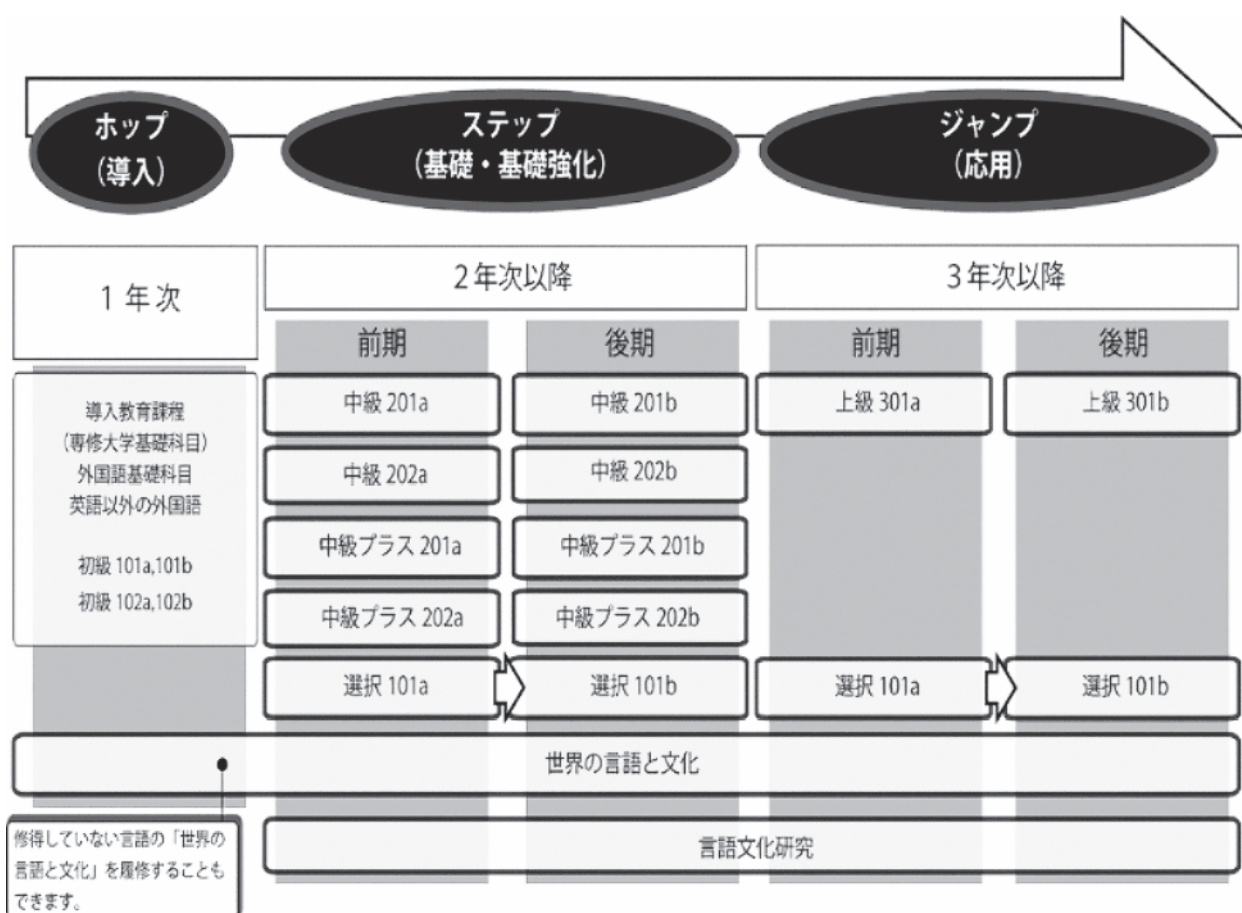 ホップ
（導入）
ステップ
（基礎・基礎強化）
ジャンプ
（応用）
1 年次
2 年次以降
3 年次以降
前期
後期
前期
後期
導入教育課程
（専修大学基礎科目）
外国語基礎科目
英語以外の外国語
初級 101a,101b
初級 102a,102b
中級 201a
中級 201b
上級 301a
上級 301b
中級 202a
中級 202b
中級プラス 201a
中級プラス 201b
中級プラス 202a
中級プラス 202b
選択 101a
選択 101b
選択 101a
選択 101b
世界の言語と文化
修得していない言語の「世界の
言語と文化」を履修することも
できます。
言語文化研究